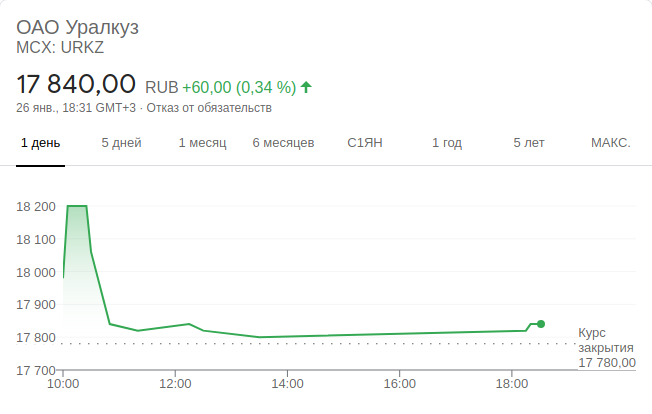 ОАО Уралкуз
MCX: URKZ
17 840,00 RUB +60,00 (0,34 %)
26 янв., 18:31 GMT+3 · Отказ от обязательств
1 день 5 дней 1 месяц 6 месяцев С1ЯН 1 год 5 лет МАКС.
18 200
18 100
18 000
17 900
17 800
17 700
Курс
закрытия
17 780,00
10:00 12:00 14:00 16:00 18:00